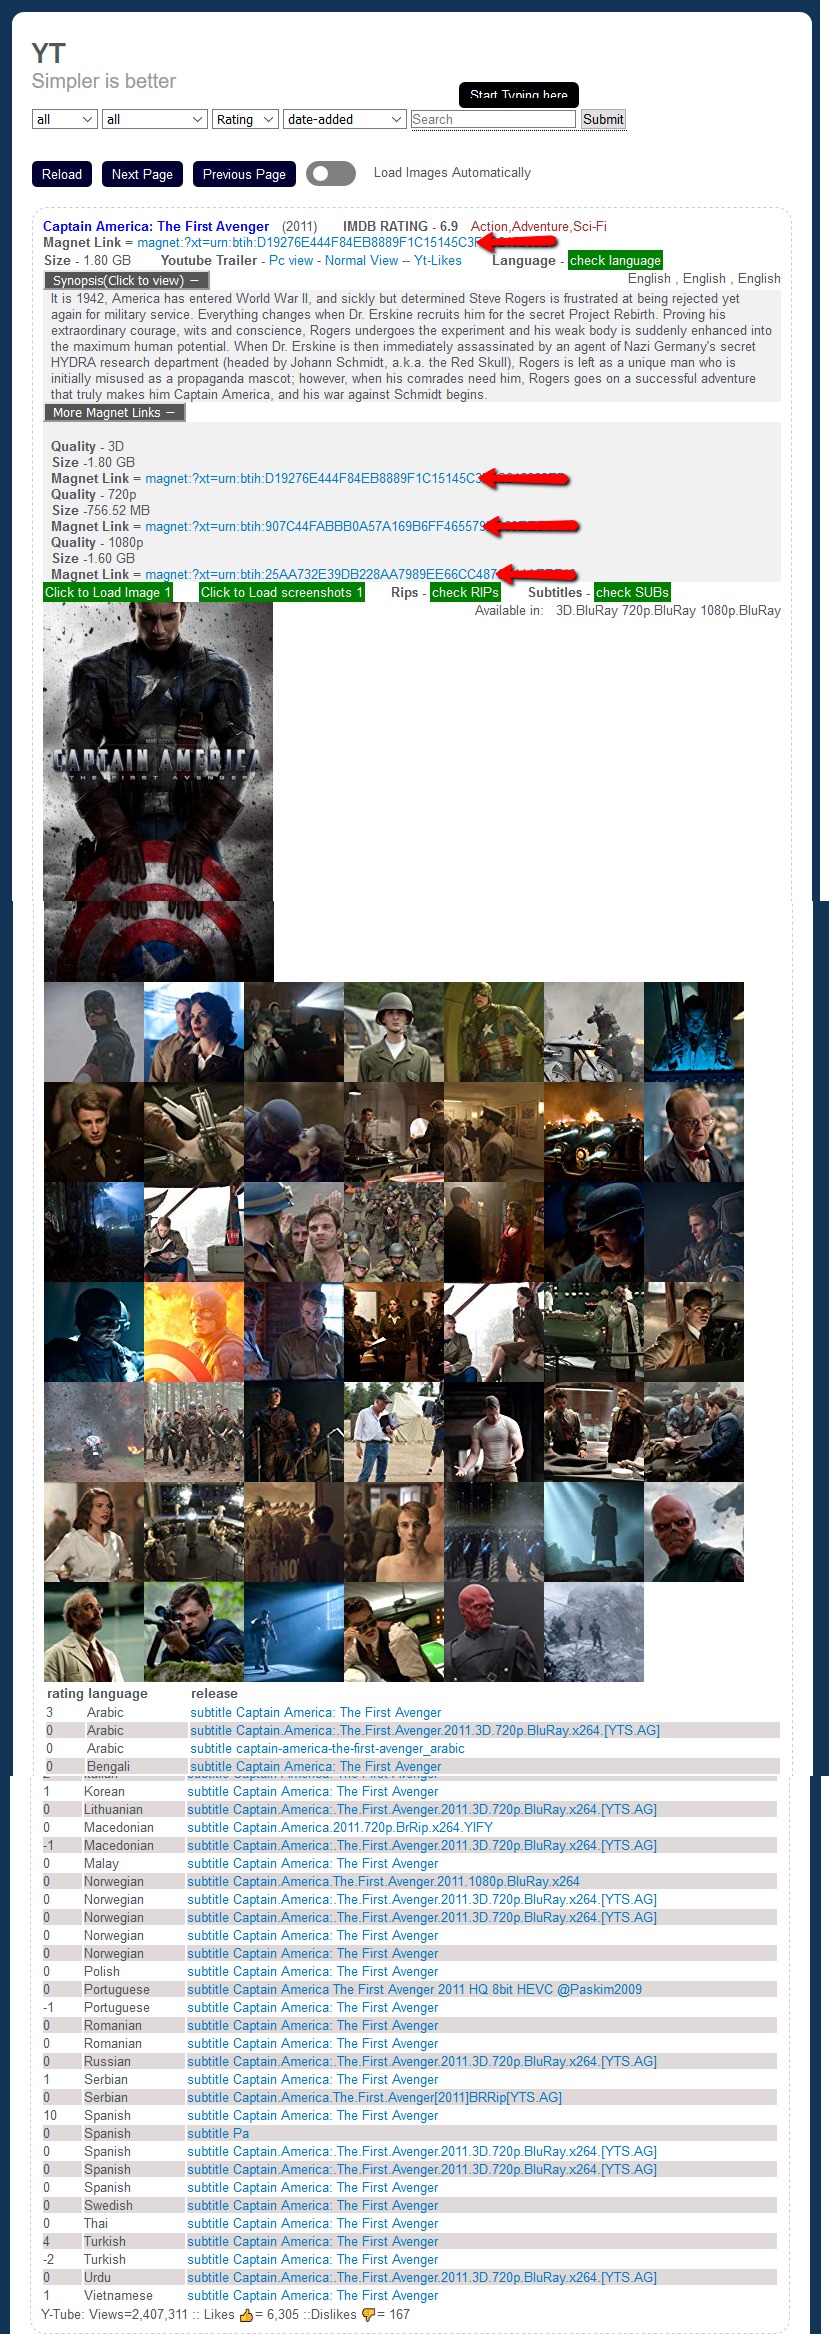 YT
Simpler is better
Start Typing here
all all Rating date-added Search Submit
Reload Next Page Previous Page Load Images Automatically
Captain America: The First Avenger (2011) IMDB RATING - 6.9 Action,Adventure,Sci-Fi
Magnet Link = magnet:?xt=urn:btih:D19276E444F84EB8889F1C15145C3
Size - 1.80 GB Youtube Trailer - Pc view - Normal View -- Yt-Likes Language - check language
Synopsis(Click to view) − English , English , English
It is 1942, America has entered World War II, and sickly but determined Steve Rogers is frustrated at being rejected yet
again for military service. Everything changes when Dr. Erskine recruits him for the secret Project Rebirth. Proving his
extraordinary courage, wits and conscience, Rogers undergoes the experiment and his weak body is suddenly enhanced into
the maximum human potential. When Dr. Erskine is then immediately assassinated by an agent of Nazi Germany's secret
HYDRA research department (headed by Johann Schmidt, a.k.a. the Red Skull), Rogers is left as a unique man who is
initially misused as a propaganda mascot; however, when his comrades need him, Rogers goes on a successful adventure
that truly makes him Captain America, and his war against Schmidt begins.
More Magnet Links −
Quality - 3D
Size -1.80 GB
Magnet Link = magnet:?xt=urn:btih:D19276E444F84EB8889F1C15145C3
Quality - 720p
Size -756.52 MB
Magnet Link = magnet:?xt=urn:btih:907C44FABBB0A57A169B6FF465579
Quality - 1080p
Size -1.60 GB
Magnet Link = magnet:?xt=urn:btih:25AA732E39DB228AA7989EE66CC487
Click to Load Image 1 Click to Load screenshots 1 Rips - check RIPs Subtitles - check SUBs
Available in: 3D.BluRay 720p.BluRay 1080p.BluRay
CAPTAIN AMERICA
THE FIRST AVENGER
rating language release
3 Arabic subtitle Captain America: The First Avenger
0 Arabic subtitle Captain.America:.The.First.Avenger.2011.3D.720p.BluRay.x264.[YTS.AG]
0 Arabic subtitle captain-america-the-first-avenger_arabic
0 Bengali subtitle Captain America: The First Avenger
1 Korean subtitle Captain America: The First Avenger
0 Lithuanian subtitle Captain.America:.The.First.Avenger.2011.3D.720p.BluRay.x264.[YTS.AG]
0 Macedonian subtitle Captain.America.2011.720p.BrRip.x264.YIFY
-1 Macedonian subtitle Captain.America:.The.First.Avenger.2011.3D.720p.BluRay.x264.[YTS.AG]
0 Malay subtitle Captain America: The First Avenger
0 Norwegian subtitle Captain.America.The.First.Avenger.2011.1080p.BluRay.x264
0 Norwegian subtitle Captain.America:.The.First.Avenger.2011.3D.720p.BluRay.x264.[YTS.AG]
0 Norwegian subtitle Captain.America:.The.First.Avenger.2011.3D.720p.BluRay.x264.[YTS.AG]
0 Norwegian subtitle Captain America: The First Avenger
0 Norwegian subtitle Captain America: The First Avenger
0 Polish subtitle Captain America: The First Avenger
0 Portuguese subtitle Captain America The First Avenger 2011 HQ 8bit HEVC @Paskim2009
-1 Portuguese subtitle Captain America: The First Avenger
0 Romanian subtitle Captain America: The First Avenger
0 Romanian subtitle Captain America: The First Avenger
0 Russian subtitle Captain.America:.The.First.Avenger.2011.3D.720p.BluRay.x264.[YTS.AG]
1 Serbian subtitle Captain America: The First Avenger
0 Serbian subtitle Captain.America.The.First.Avenger[2011]BRRip[YTS.AG]
10 Spanish subtitle Captain America: The First Avenger
0 Spanish subtitle Pa
0 Spanish subtitle Captain.America:.The.First.Avenger.2011.3D.720p.BluRay.x264.[YTS.AG]
0 Spanish subtitle Captain.America:.The.First.Avenger.2011.3D.720p.BluRay.x264.[YTS.AG]
0 Spanish subtitle Captain America: The First Avenger
0 Swedish subtitle Captain America: The First Avenger
0 Thai subtitle Captain America: The First Avenger
4 Turkish subtitle Captain America: The First Avenger
-2 Turkish subtitle Captain America: The First Avenger
0 Urdu subtitle Captain.America:.The.First.Avenger.2011.3D.720p.BluRay.x264.[YTS.AG]
1 Vietnamese subtitle Captain America: The First Avenger
Y-Tube: Views=2,407,311 :: Likes 👍= 6,305 ::Dislikes 👎= 167